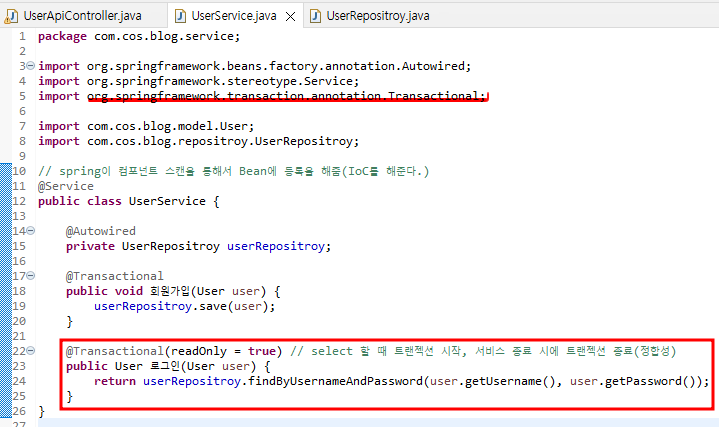 UserApiController.java UserService.java UserRepositroy.java
1 package com.cos.blog.service;
2
3 import org.springframework.beans.factory.annotation.Autowired;
4 import org.springframework.stereotype.Service;
5 import org.springframework.transaction.annotation.Transactional;
6
7 import com.cos.blog.model.User;
8 import com.cos.blog.repositroy.UserRepositroy;
9
10 // spring이 컴포넌트 스캔을 통해서 Bean에 등록을 해줌(IoC를 해준다.)
11 @Service
12 public class UserService {
13
14 @Autowired
15 private UserRepositroy userRepositroy;
16
17 @Transactional
18 public void 회원가입(User user) {
19 userRepositroy.save(user);
20 }
21
22 @Transactional(readOnly = true) // select 할 때 트랜젝션 시작, 서비스 종료 시에 트랜젝션 종료(정합성)
23 public User 로그인(User user) {
24 return userRepositroy.findByUsernameAndPassword(user.getUsername(), user.getPassword());
25 }
26 }
27